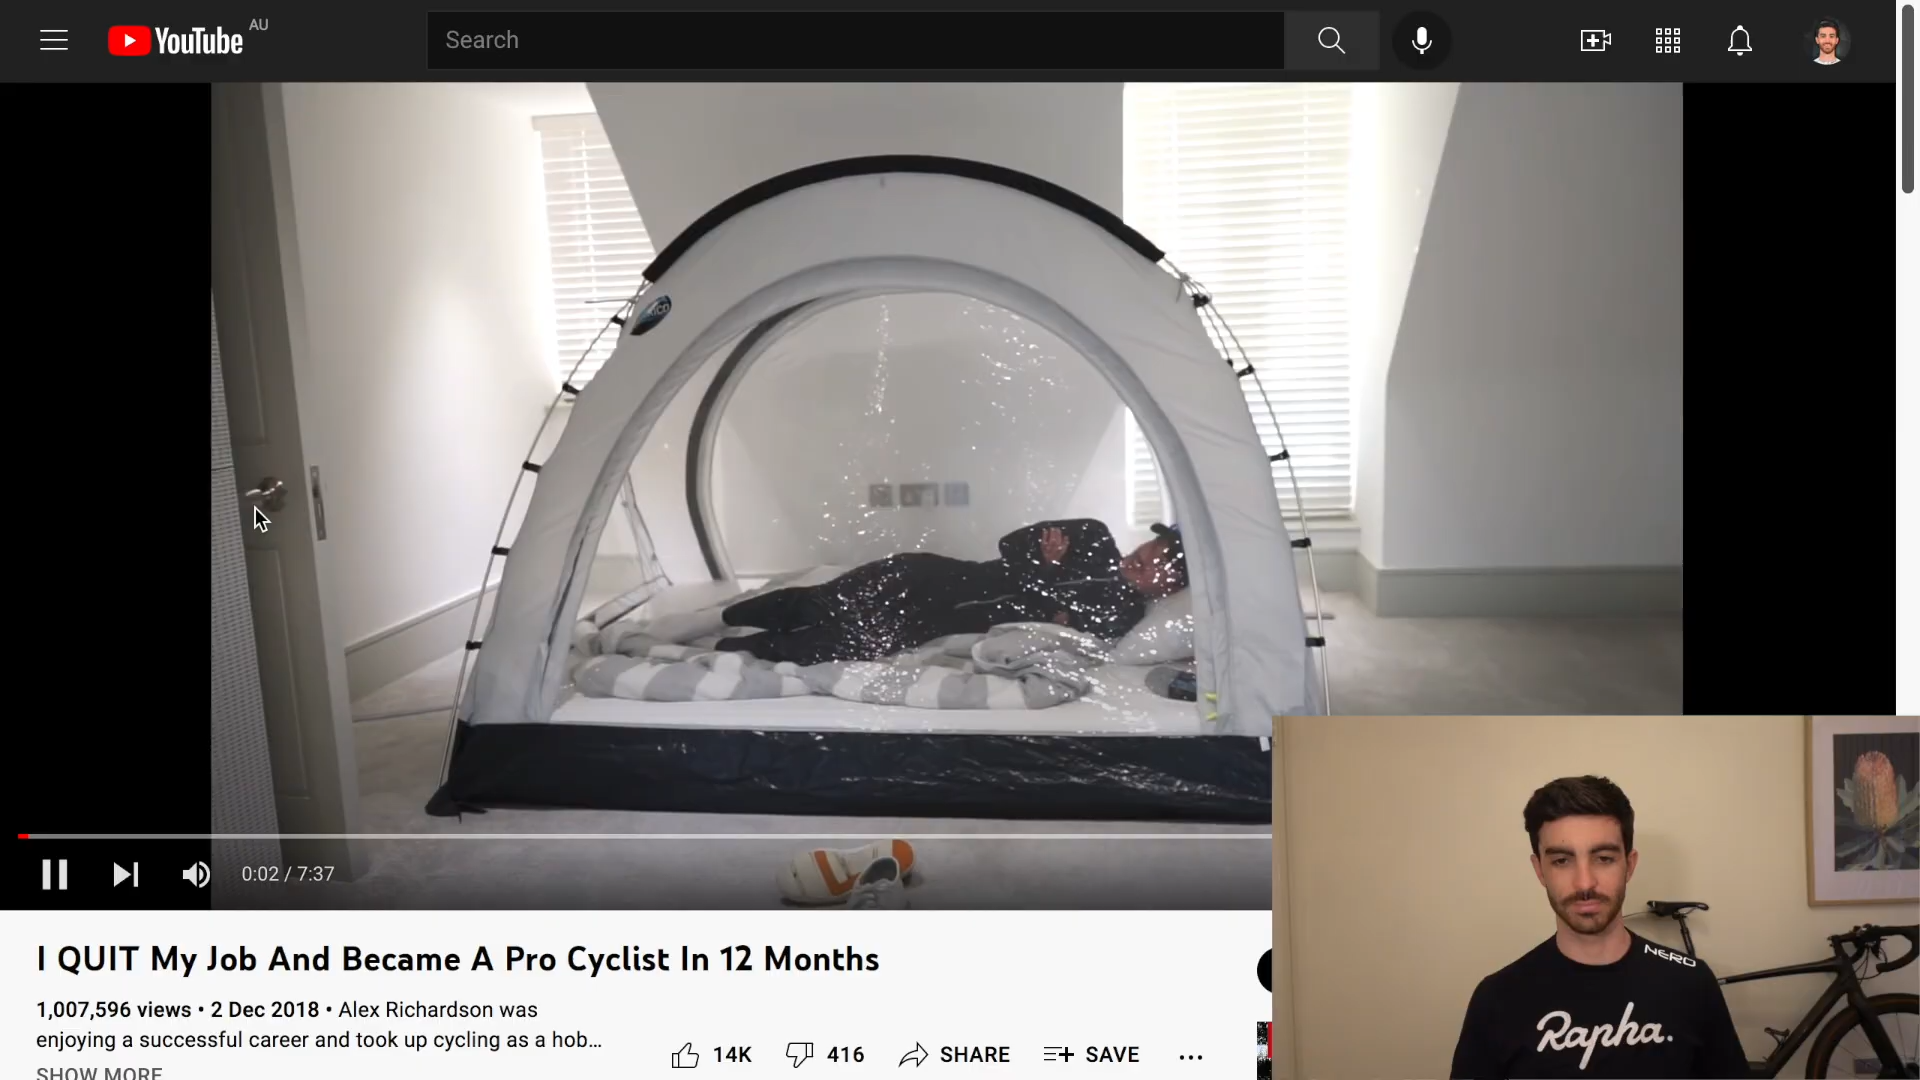 YouTube
AU
Search
0:02 / 7:37
I QUIT My Job And Became A Pro Cyclist In 12 Months
1,007,596 views • 2 Dec 2018 • Alex Richardson was
enjoying a successful career and took up cycling as a hob...
SHOW MORE
14K
416
SHARE
SAVE
NERO
Rapha.